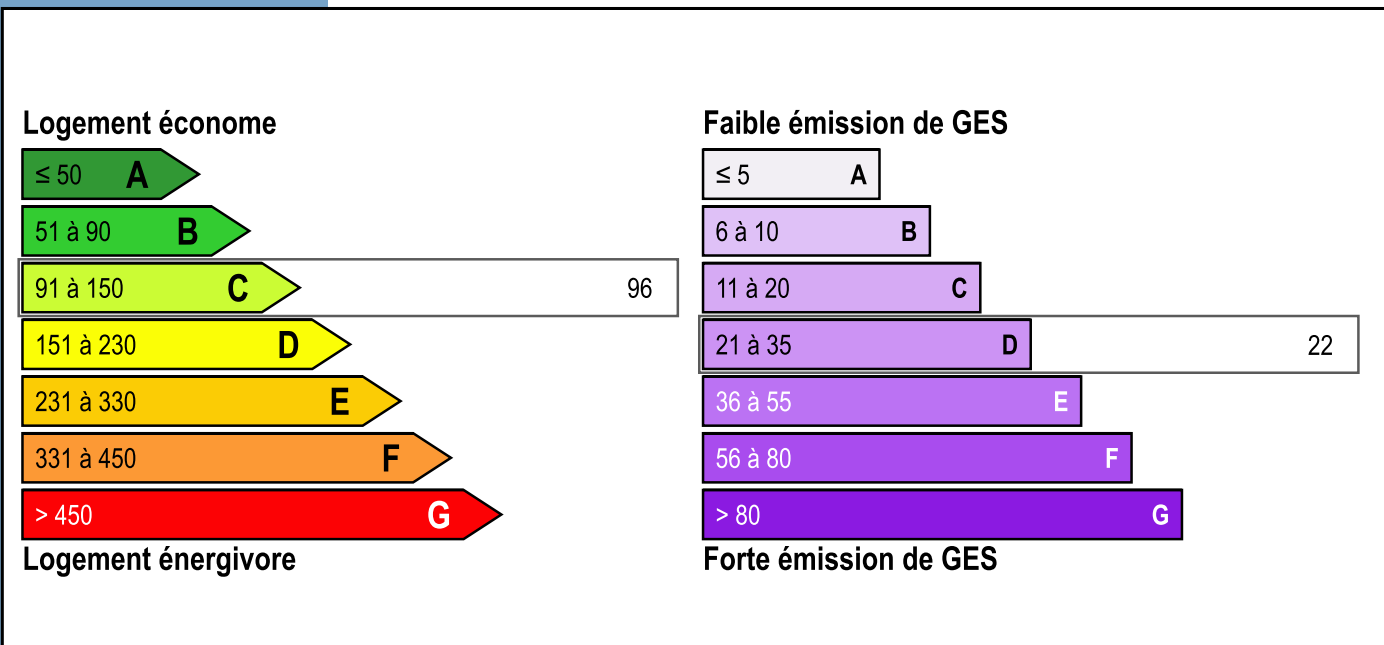 Logement économe
≤ 50 A
51 à 90 B
91 à 150 C 96
151 à 230 D
231 à 330 E
331 à 450 F
> 450 G
Logement énergivore
Faible émission de GES
≤ 5 A
6 à 10 B
11 à 20 C
21 à 35 D 22
36 à 55 E
56 à 80 F
> 80 G
Forte émission de GES